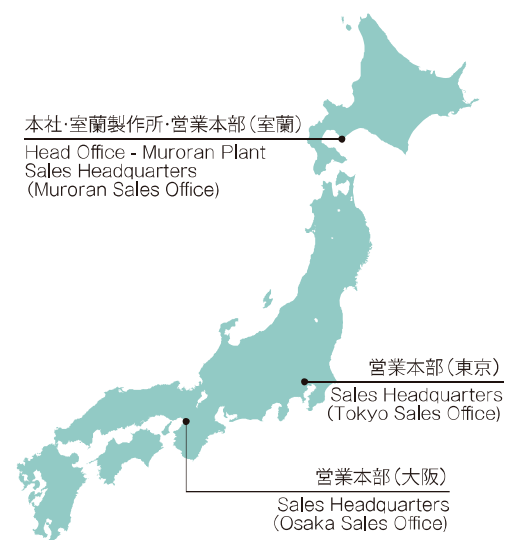 本社・室蘭製作所・営業本部（室蘭）
Head Office - Muroran Plant
Sales Headquarters
(Muroran Sales Office)
営業本部（東京）
Sales Headquarters
(Tokyo Sales Office)
営業本部（大阪）
Sales Headquarters
(Osaka Sales Office)